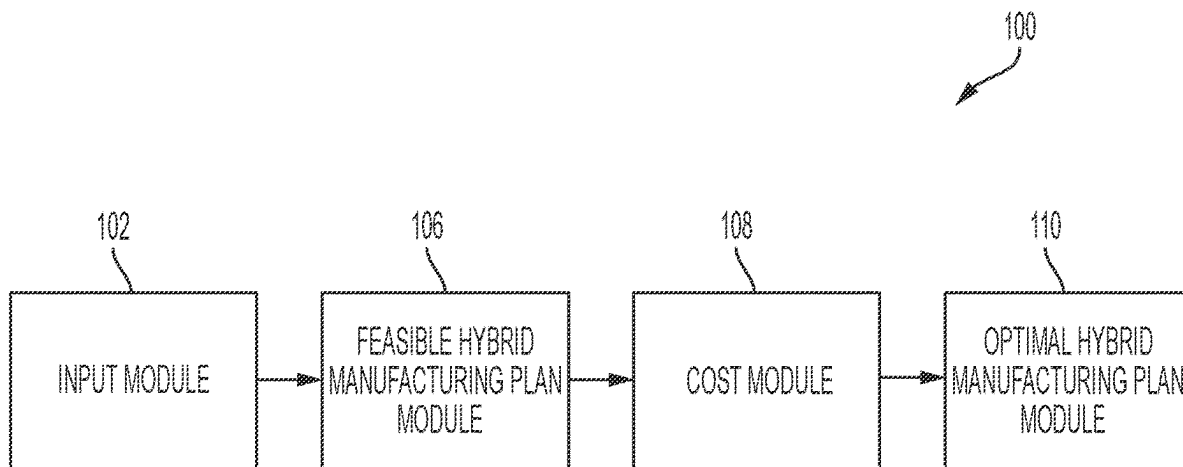 100
102
106
108
110
INPUT MODULE
FEASIBLE HYBRID
MANUFACTURING PLAN
MODULE
COST MODULE
OPTIMAL HYBRID
MANUFACTURING PLAN
MODULE